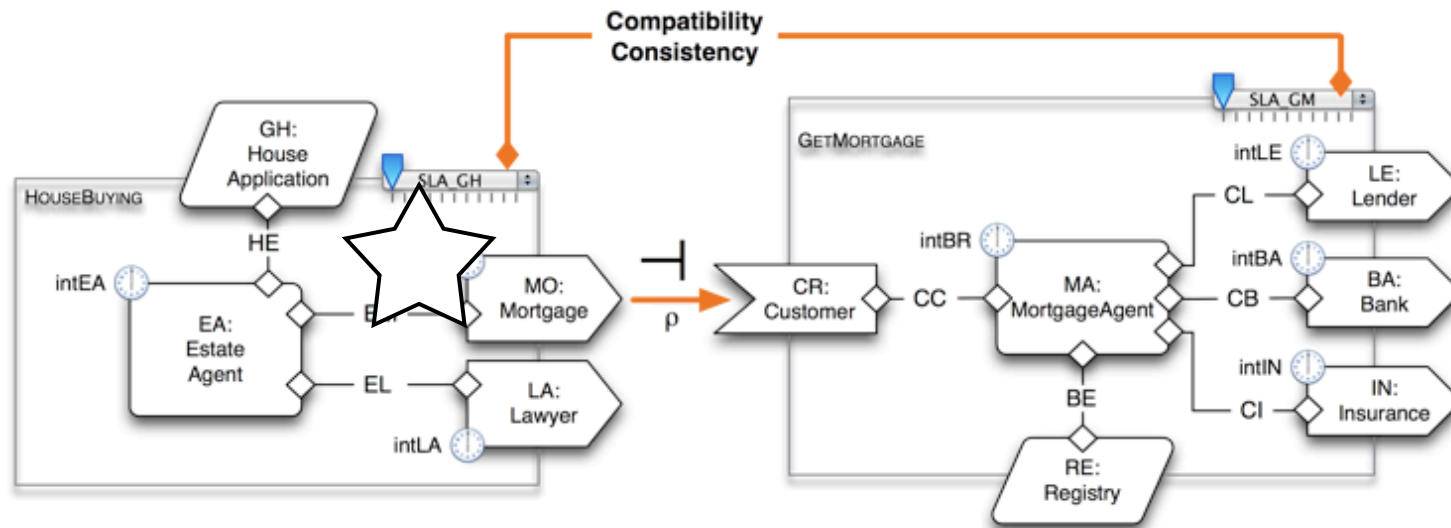 Compatibility
Consistency
SLA_GM
GH:
House
Application
SLA_GH
HOUSEBUYING
HE
intEA
EA:
Estate
Agent
MO:
Mortgage
EL
LA:
Lawyer
intLA
ρ
GETMORTGAGE
CR:
Customer
CC
intBR
MA:
MortgageAgent
BE
RE:
Registry
intLE
LE:
Lender
CL
intBA
BA:
Bank
CB
intIN
IN:
Insurance
CI